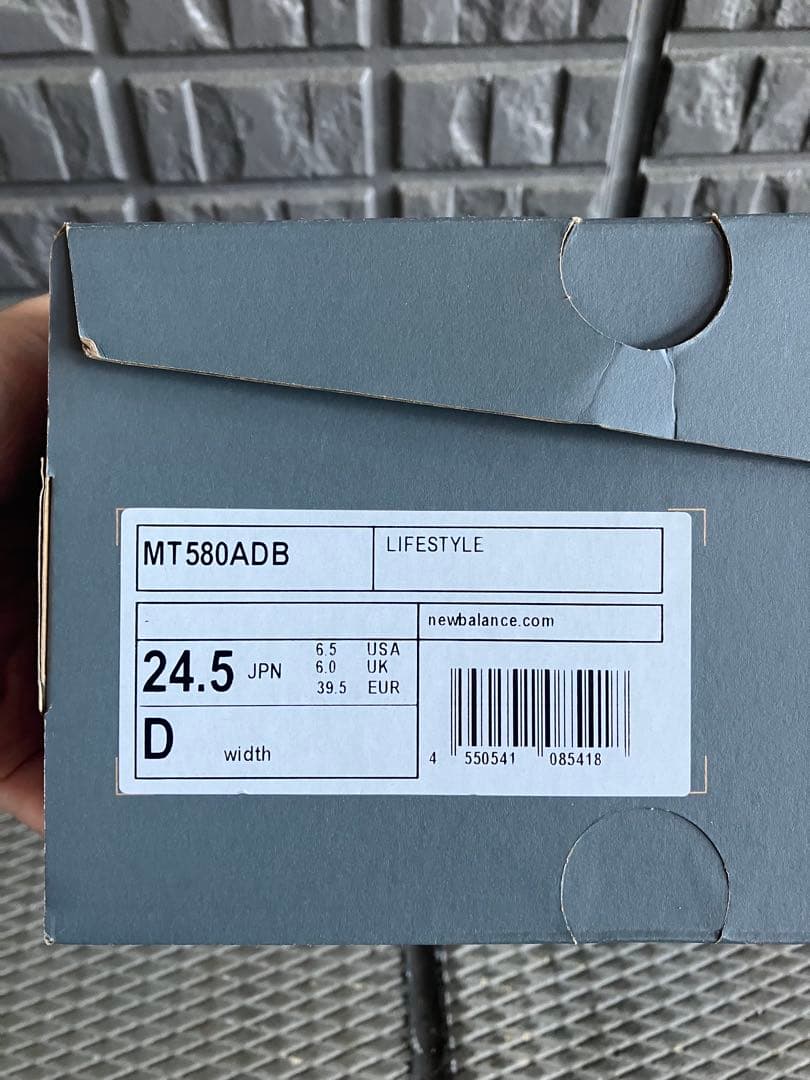 MT580ADB
LIFESTYLE
-
newbalance.com
24.5 JPN
6.5 USA
6.0 UK
39.5 EUR
D width
4 550541 085418